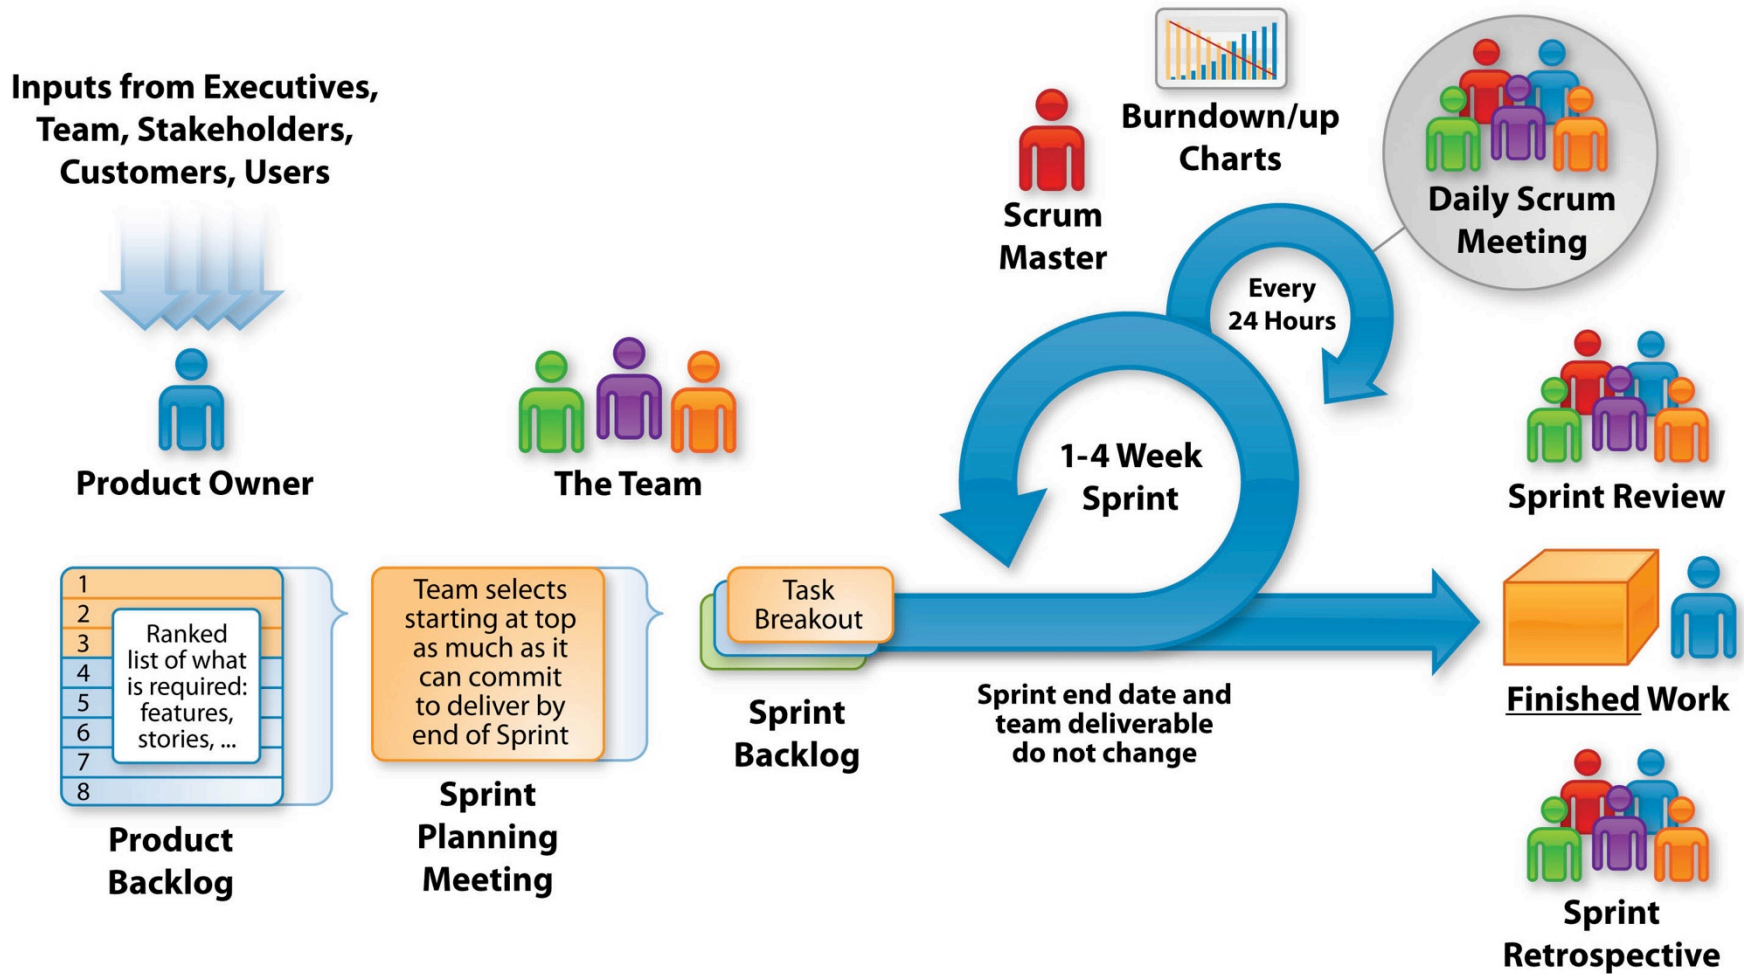 Inputs from Executives,
Team, Stakeholders,
Customers, Users
Product Owner
The Team
Scrum
Master
Burndown/up
Charts
Daily Scrum
Meeting
Every
24 Hours
1-4 Week
Sprint
Sprint Review
1
2
3
4
5
6
7
8
Ranked
list of what
is required:
features,
stories, ...
Product
Backlog
Team selects
starting at top
as much as it
can commit
to deliver by
end of Sprint
Sprint
Planning
Meeting
Task
Breakout
Sprint
Backlog
Sprint end date and
team deliverable
do not change
Finished Work
Sprint
Retrospective